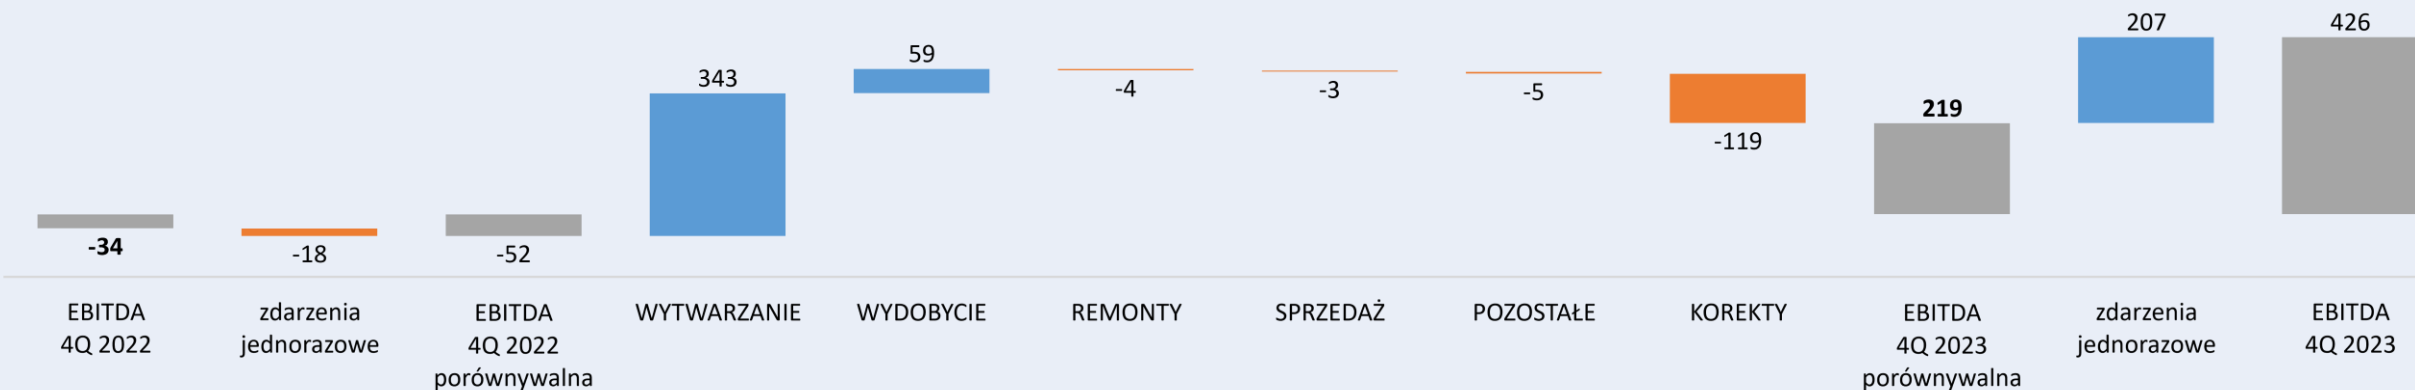 207
426
59
343
-4
-3
-5
219
-119
-34
-18
-52
EBITDA
4Q 2022
zdarzenia
jednorazowe
EBITDA
4Q 2022
porównywalna
WYTWARZANIE
WYDOBYCIE
REMONTY
SPRZEDAŻ
POZOSTAŁE
KOREKTY
EBITDA
4Q 2023
porównywalna
zdarzenia
jednorazowe
EBITDA
4Q 2023